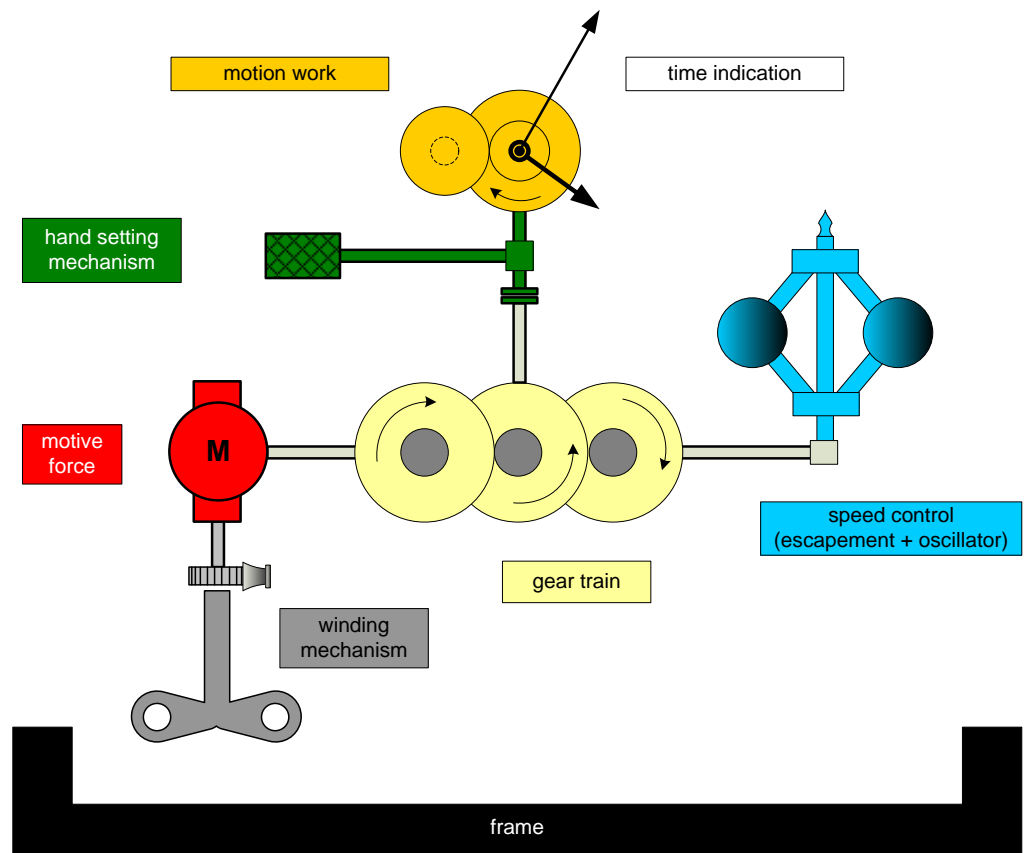 motion work
time indication
hand setting
mechanism
motive
force
M
speed control
(escapement + oscillator)
gear train
winding
mechanism
frame